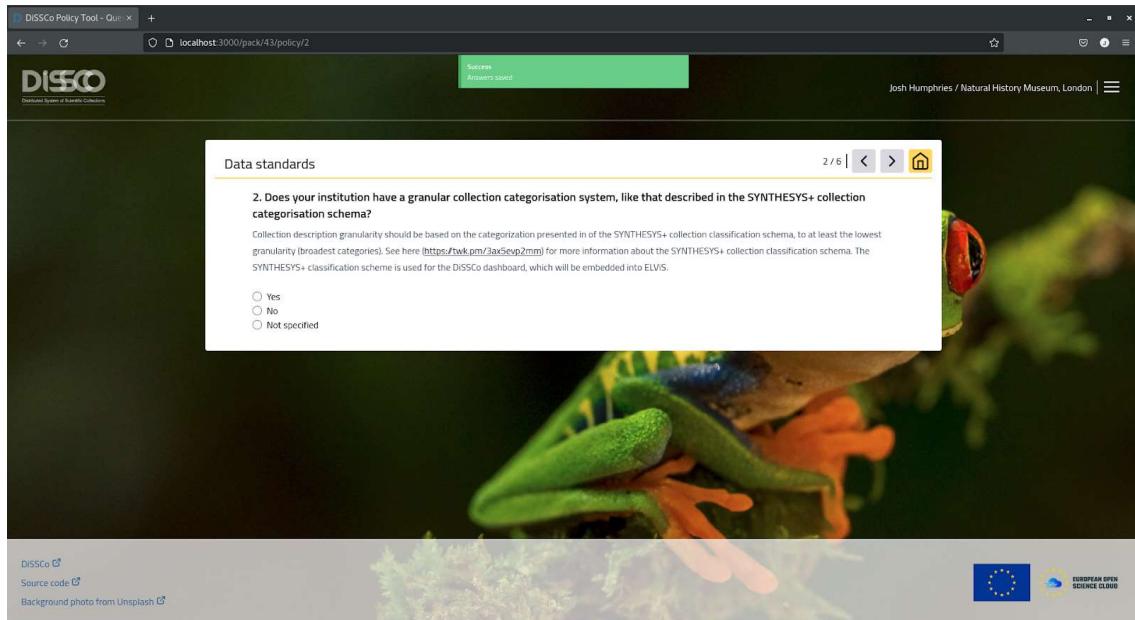 DiSSCo Policy Tool - Que
localhost:3000/pack/43/policy/2
DiSSCo
Distributed System of Scientific Collections
Success
Answers saved
Josh Humphries / Natural History Museum, London
Data standards
2 / 6
2. Does your institution have a granular collection categorisation system, like that described in the SYNTHESYS+ collection
categorisation schema?
Collection description granularity should be based on the categorization presented in of the SYNTHESYS+ collection classification schema, to at least the lowest
granularity (broadest categories). See here (https://twk.pm/3ax5evp2mm) for more information about the SYNTHESYS+ collection classification schema. The
SYNTHESYS+ classification scheme is used for the DiSSCo dashboard, which will be embedded into ELViS.
Yes
No
Not specified
DiSSCo
Source code
Background photo from Unsplash
EUROPEAN OPEN
SCIENCE CLOUD